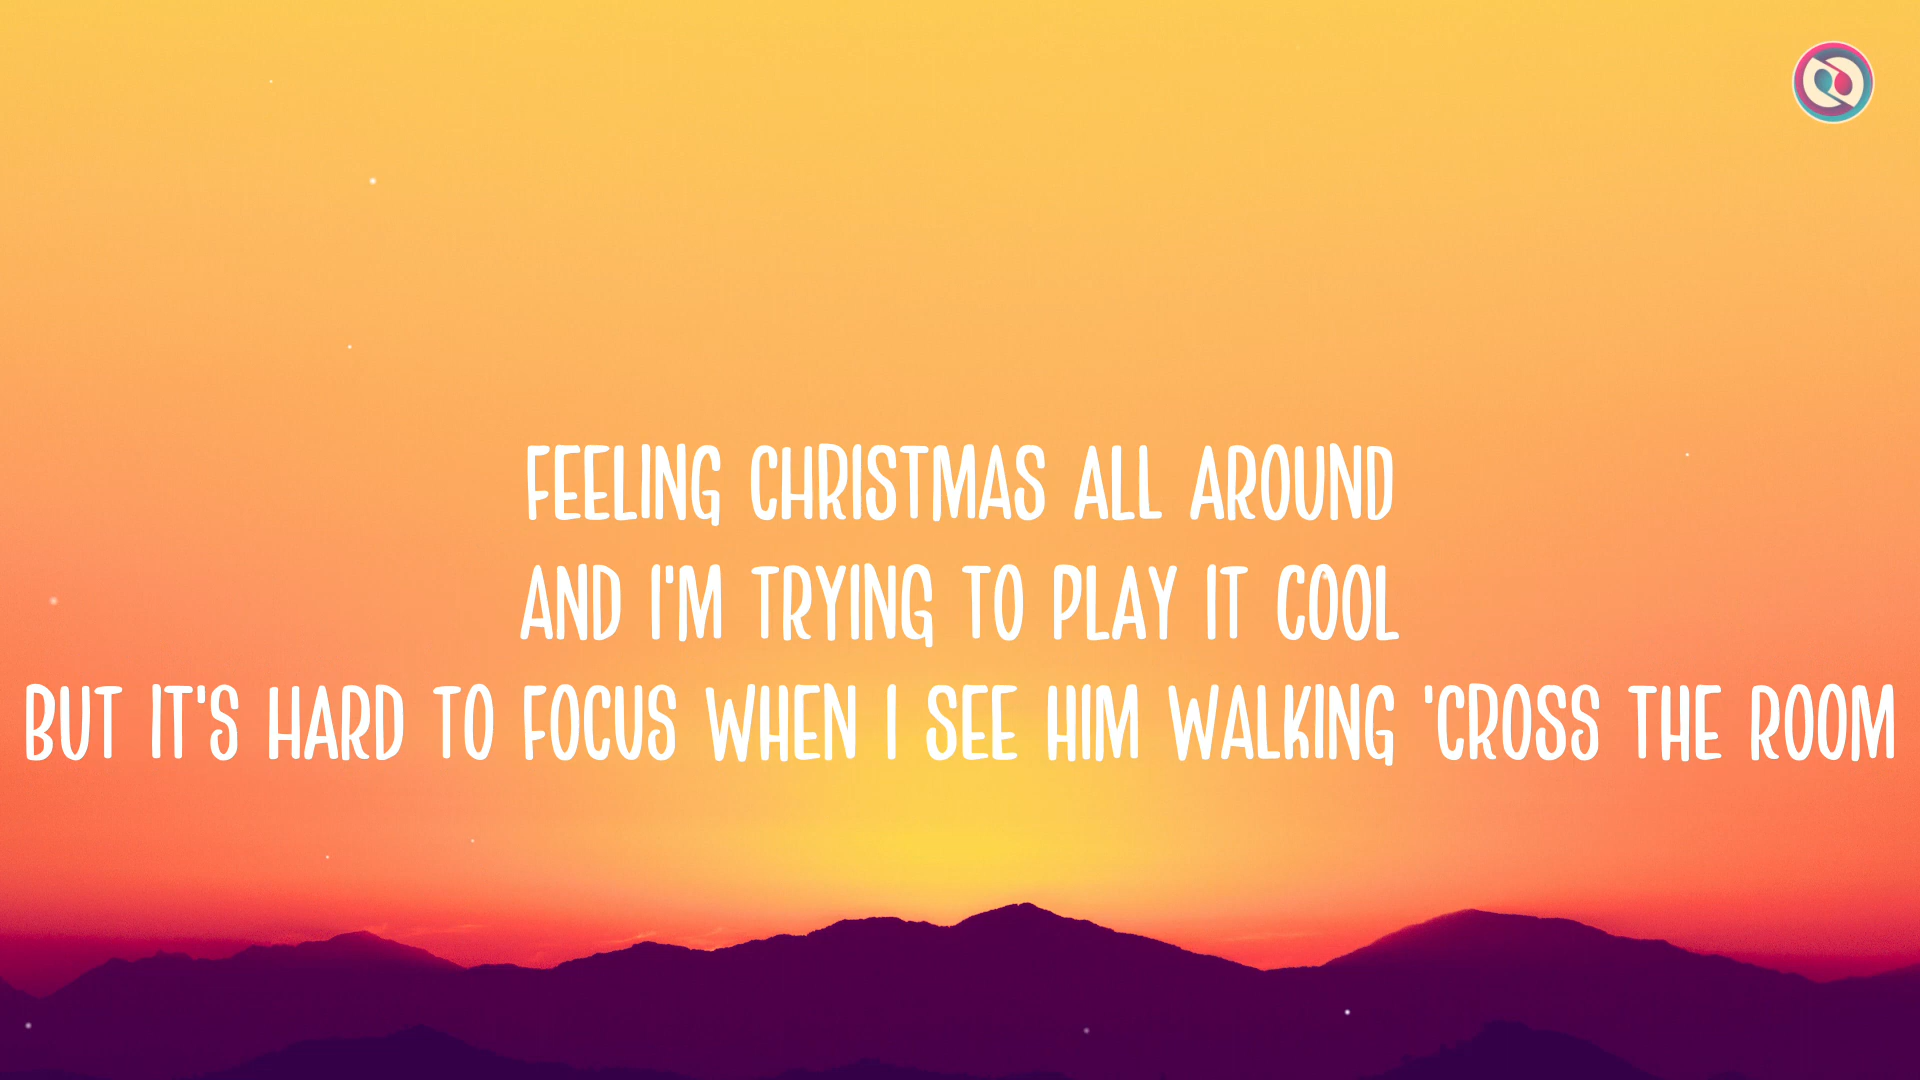 FEELING CHRISTMAS ALL AROUND
AND I'M TRYING TO PLAY IT COOL
BUT IT'S HARD TO FOCUS WHEN I SEE HIM WALKING 'CROSS THE ROOM